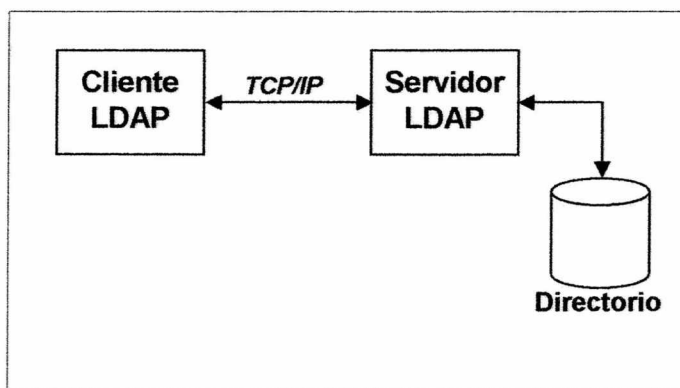 Cliente
LDAP
TCP/IP
Servidor
LDAP
Directorio